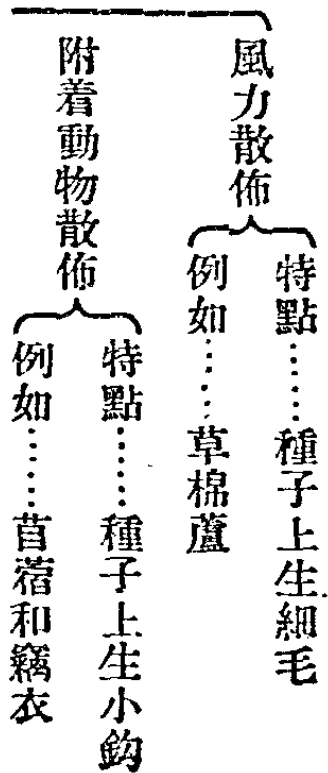 風力散佈
特點……種子上生細毛
例如……草棉蘆
附着動物散佈
特點……種子上生小鈎
例如……苜蓿和竊衣